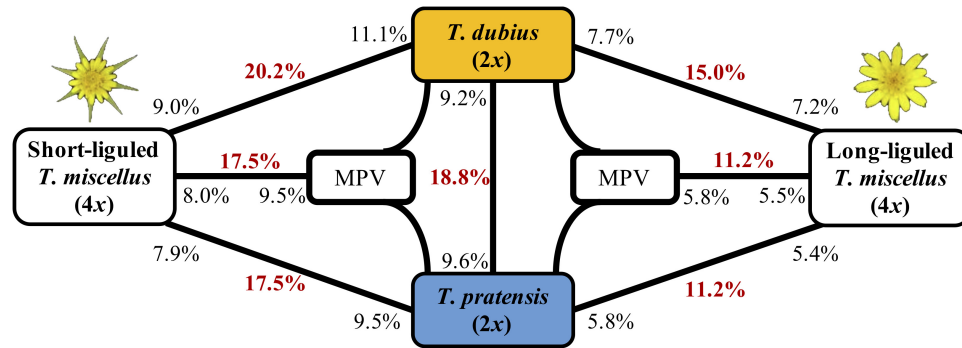 11.1%
T. dubius
(2x)
7.7%
20.2%
15.0%
9.0%
9.2%
7.2%
Short-liguled
T. miscellus
(4x)
17.5%
8.0%
9.5%
MPV
18.8%
MPV
11.2%
5.8%
5.5%
Long-liguled
T. miscellus
(4x)
7.9%
9.6%
5.4%
17.5%
11.2%
9.5%
T. pratensis
(2x)
5.8%